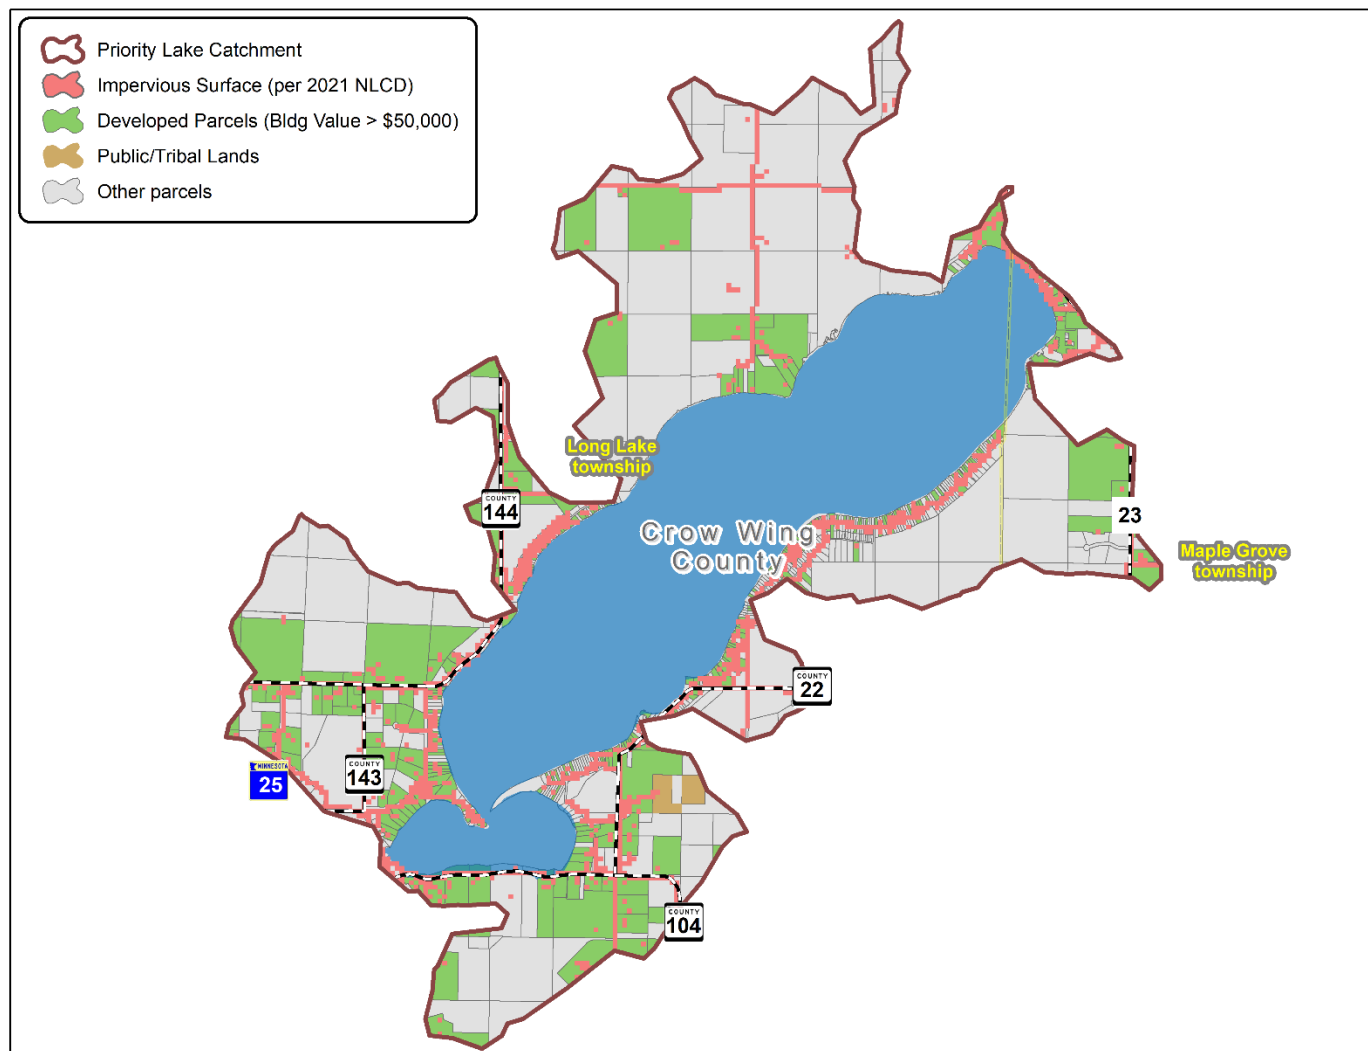 Priority Lake Catchment
Impervious Surface (per 2021 NLCD)
Developed Parcels (Bldg Value > $50,000)
Public/Tribal Lands
Other parcels
Long Lake
township
COUNTY
144
23
Crow Wing
County
Maple Grove
township
COUNTY
22
MINNESOTA
25
COUNTY
143
COUNTY
104